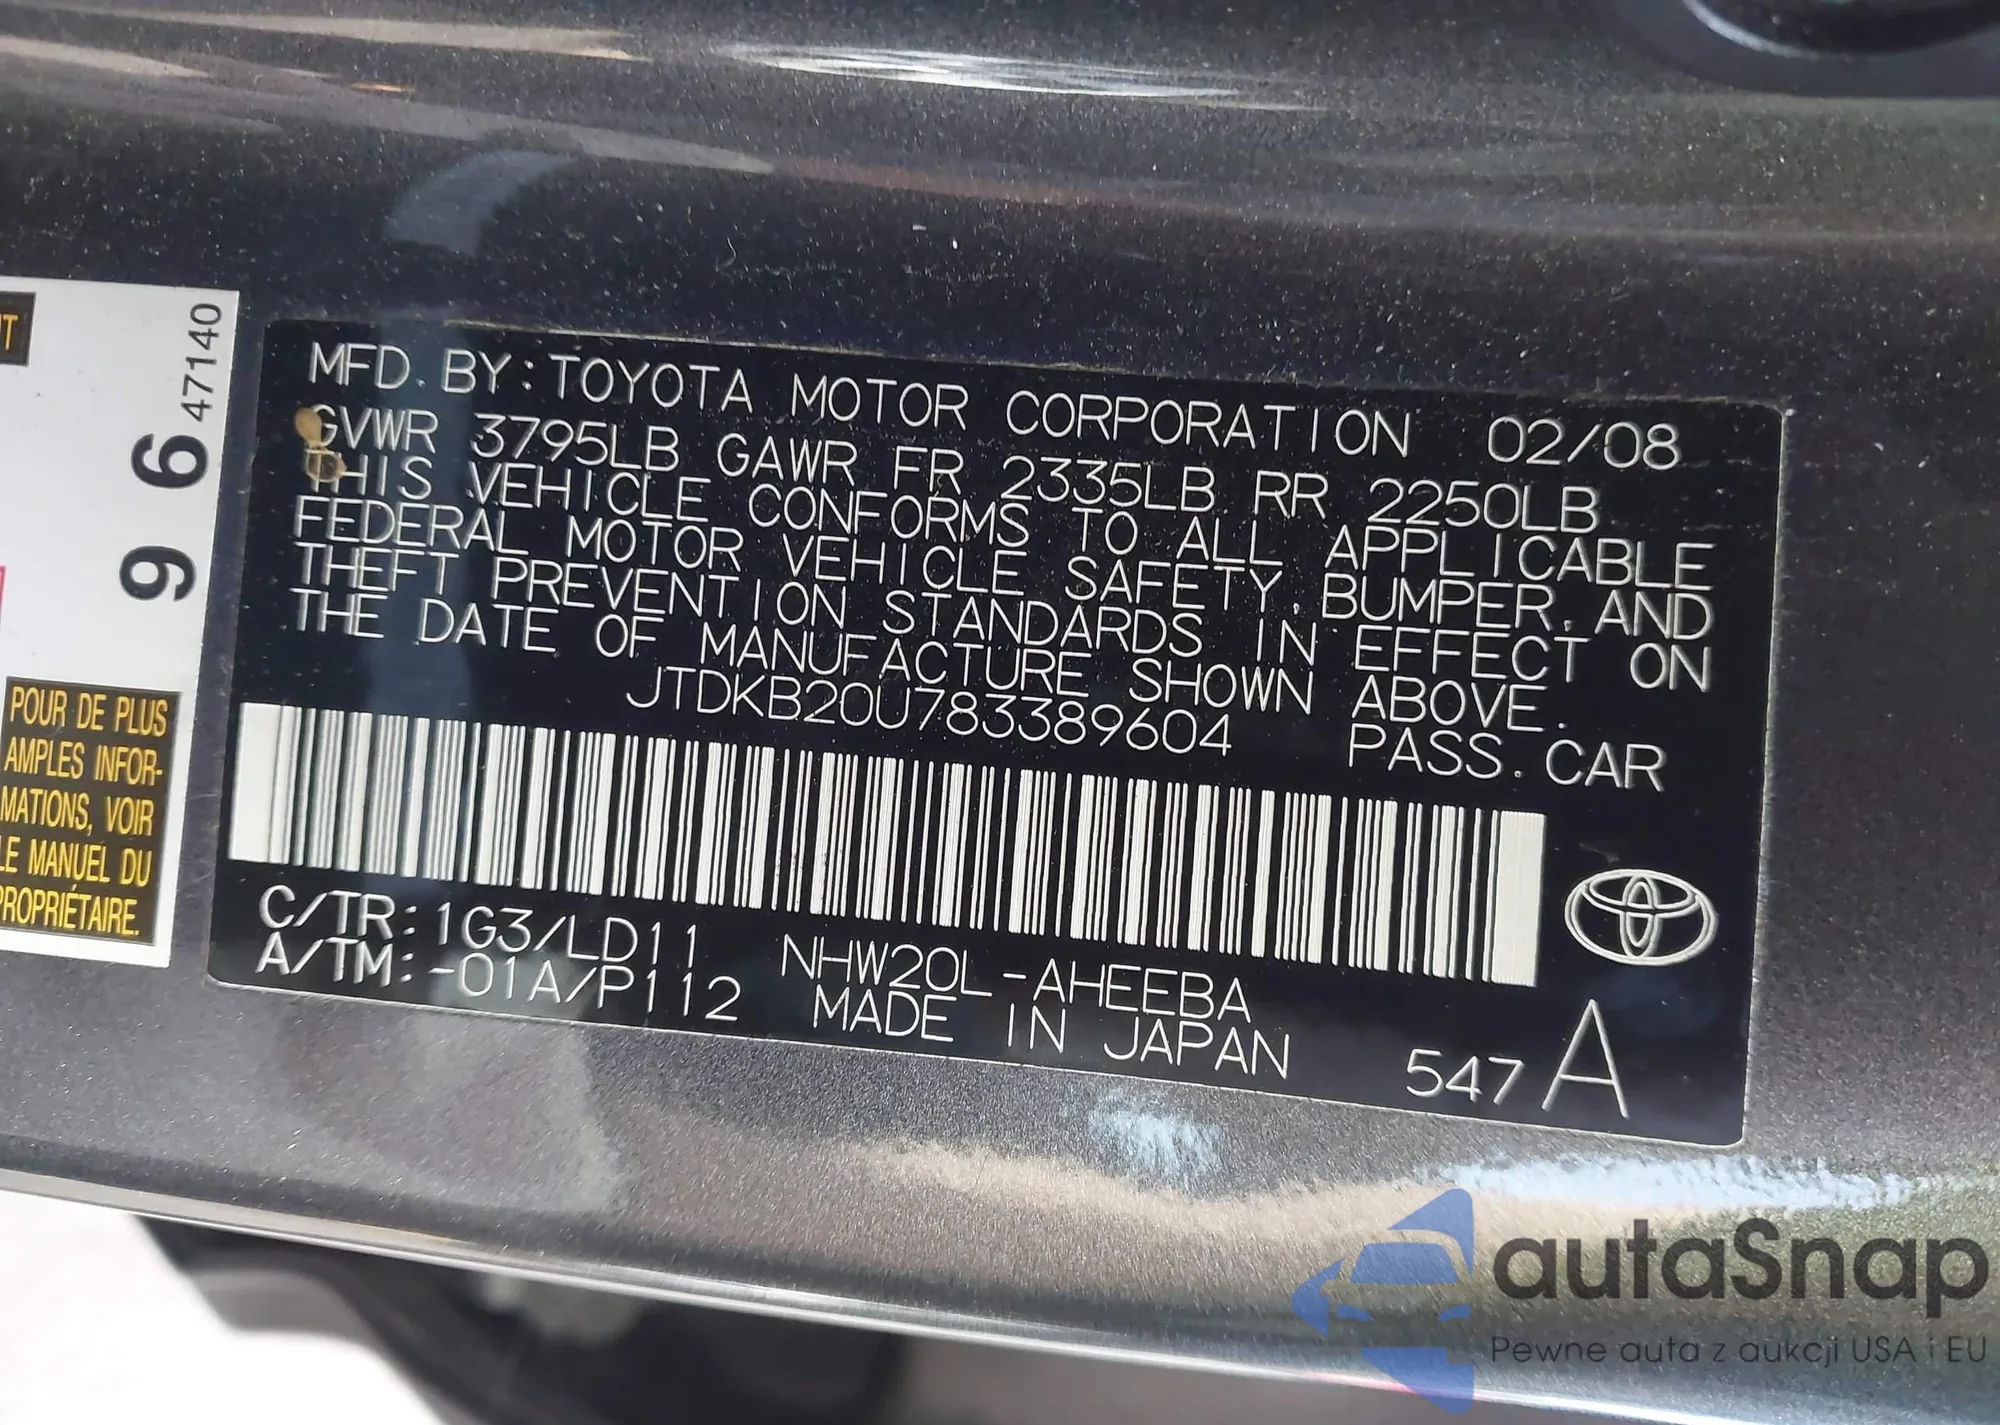 UT
47140
9 6
POUR DE PLUS
AMPLES INFOR-
MATIONS, VOIR
LE MANUEL DU
PROPRIÉTAIRE.
MFD. BY: TOYOTA MOTOR CORPORATION 02/08
GVWR 3795LB GAWR FR 2335LB RR 2250LB
THIS VEHICLE CONFORMS TO ALL APPLICABLE
FEDERAL MOTOR VEHICLE SAFETY, BUMPER, AND
THEFT PREVENTION STANDARDS IN EFFECT ON
THE DATE OF MANUFACTURE SHOWN ABOVE.
JTDKB20U783389604 PASS. CAR
C/TR: 1G3/LD11 NHW20L-AHEEBA
A/TM: -01A/P112 MADE IN JAPAN
547 A
autaSnap
Pewne auta z aukcji USA i EU